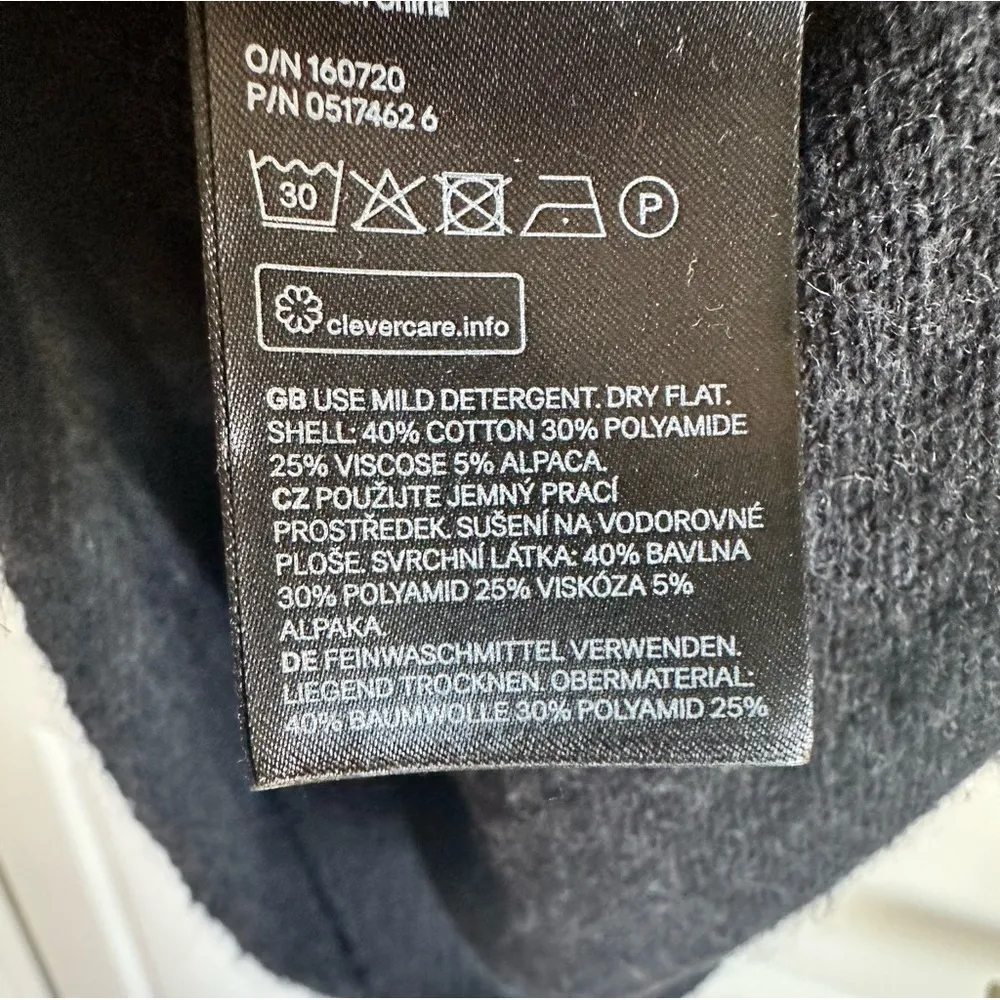 China
O/N 160720
P/N 0517462 6
30
P
clevercare.info
GB USE MILD DETERGENT. DRY FLAT.
SHELL: 40% COTTON 30% POLYAMIDE
25% VISCOSE 5% ALPACA.
CZ POUŽIJTE JEMNÝ PRACÍ
PROSTŘEDEK. SUŠENÍ NA VODOROVNÉ
PLOŠE. SVRCHNÍ LÁTKA: 40% BAVLNA
30% POLYAMID 25% VISKÓZA 5%
ALPAKA.
DE FEINWASCHMITTEL VERWENDEN.
LIEGEND TROCKNEN. OBERMATERIAL:
40% BAUMWOLLE 30% POLYAMID 25%